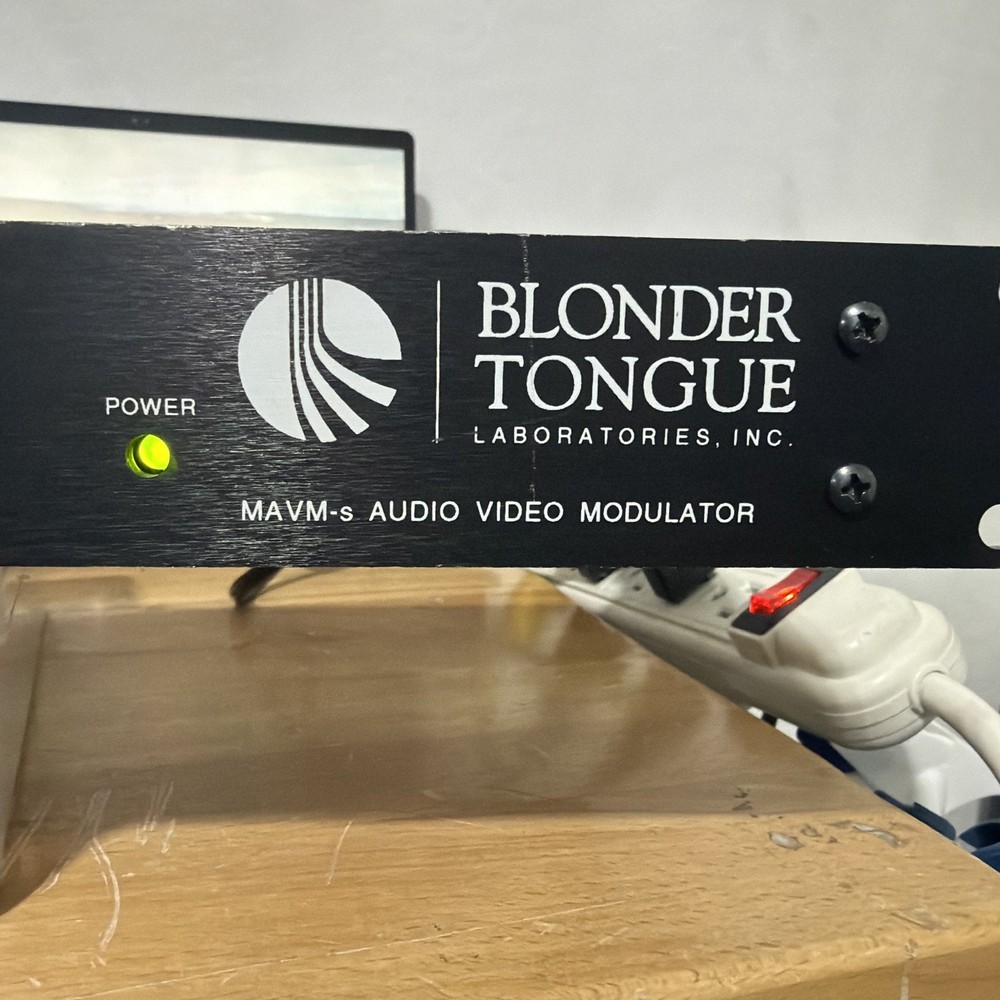 POWER
BLONDER
TONGUE
LABORATORIES, INC.
MAVM-s AUDIO VIDEO MODULATOR